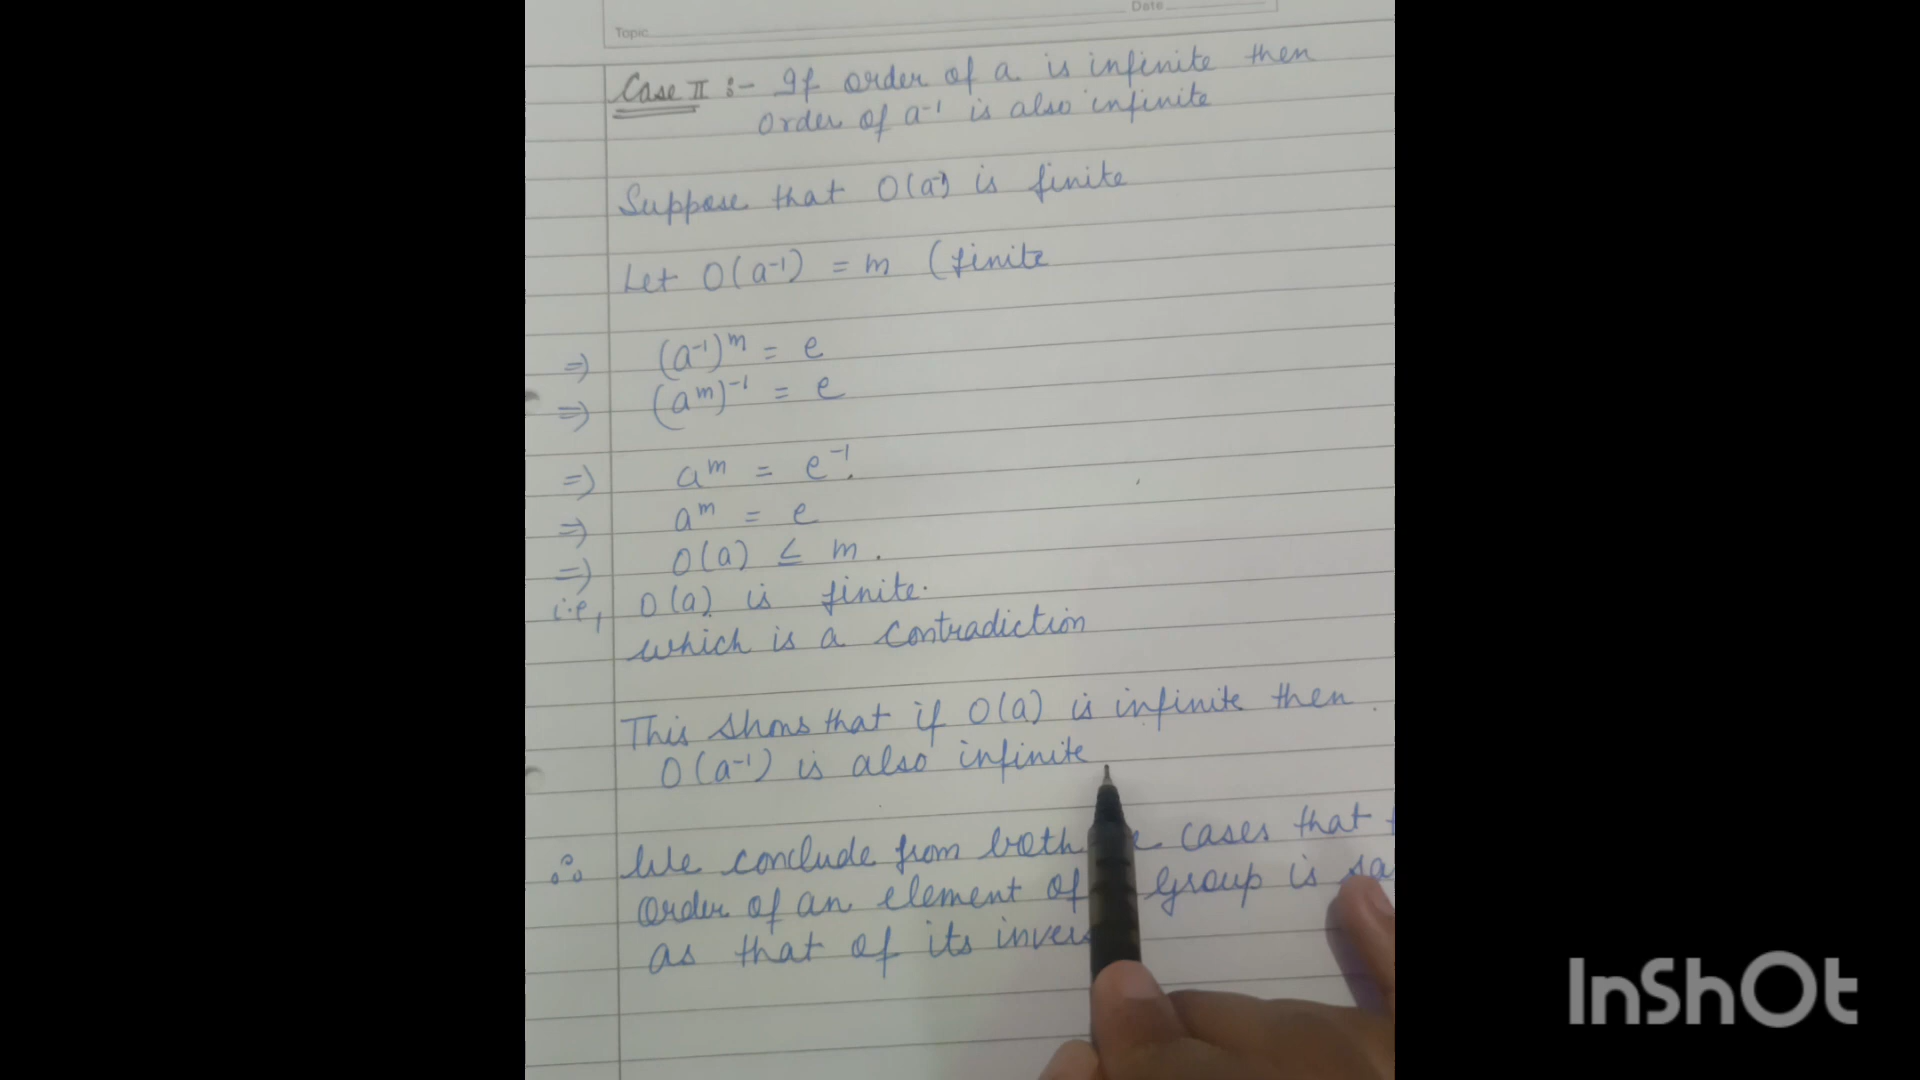 Date
Topic
Case II :- If order of a is infinite then
order of a-1 is also infinite
Suppose that O(a-1) is finite
Let O(a-1) = m (finite
=> (a-1)m = e
=> (am)-1 = e
=> am = e-1.
=> am = e
=> O(a) ≤ m.
i.e, O(a) is finite.
which is a contradiction
This shows that if O(a) is infinite then
O(a-1) is also infinite
∴ We conclude from both cases that
order of an element of group is
as that of its
InShOt